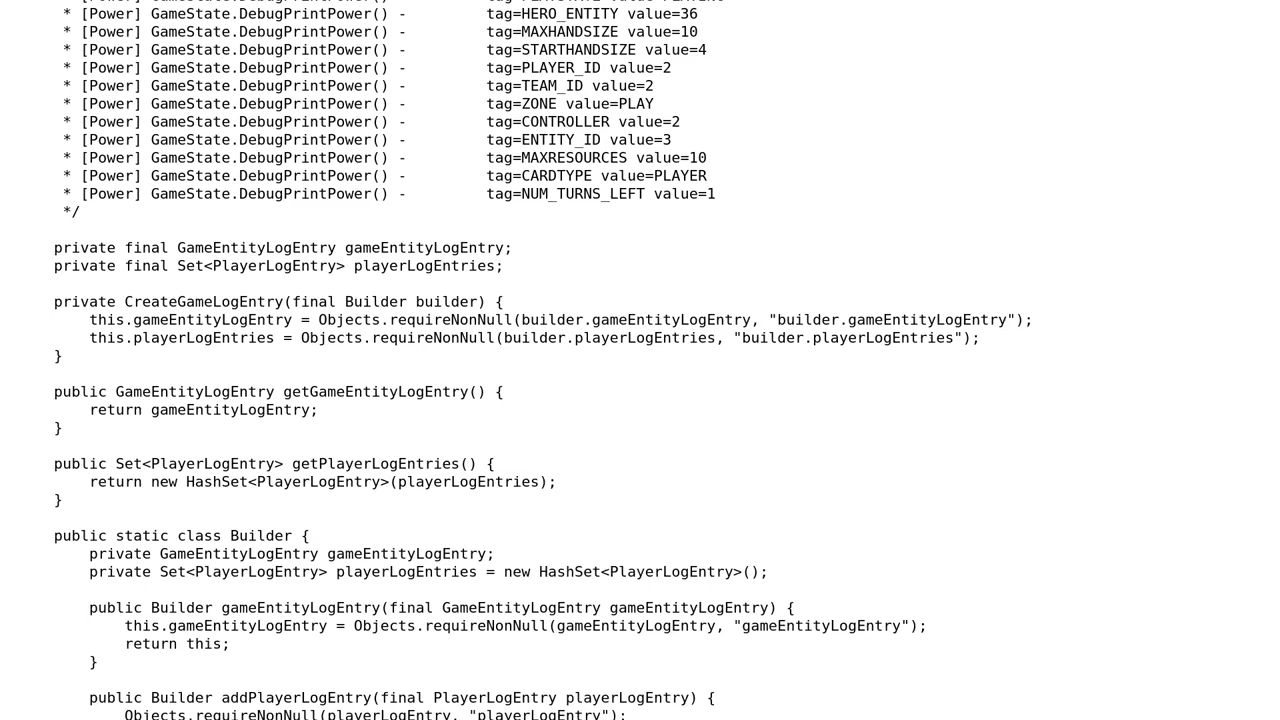 * [Power] GameState.DebugPrintPower() -         tag=HERO_ENTITY value=36
 * [Power] GameState.DebugPrintPower() -         tag=MAXHANDSIZE value=10
 * [Power] GameState.DebugPrintPower() -         tag=STARTHANDSIZE value=4
 * [Power] GameState.DebugPrintPower() -         tag=PLAYER_ID value=2
 * [Power] GameState.DebugPrintPower() -         tag=TEAM_ID value=2
 * [Power] GameState.DebugPrintPower() -         tag=ZONE value=PLAY
 * [Power] GameState.DebugPrintPower() -         tag=CONTROLLER value=2
 * [Power] GameState.DebugPrintPower() -         tag=ENTITY_ID value=3
 * [Power] GameState.DebugPrintPower() -         tag=MAXRESOURCES value=10
 * [Power] GameState.DebugPrintPower() -         tag=CARDTYPE value=PLAYER
 * [Power] GameState.DebugPrintPower() -         tag=NUM_TURNS_LEFT value=1
 */
private final GameEntityLogEntry gameEntityLogEntry;
private final Set<PlayerLogEntry> playerLogEntries;
private CreateGameLogEntry(final Builder builder) {
    this.gameEntityLogEntry = Objects.requireNonNull(builder.gameEntityLogEntry, "builder.gameEntityLogEntry");
    this.playerLogEntries = Objects.requireNonNull(builder.playerLogEntries, "builder.playerLogEntries");
}
public GameEntityLogEntry getGameEntityLogEntry() {
    return gameEntityLogEntry;
}
public Set<PlayerLogEntry> getPlayerLogEntries() {
    return new HashSet<PlayerLogEntry>(playerLogEntries);
}
public static class Builder {
    private GameEntityLogEntry gameEntityLogEntry;
    private Set<PlayerLogEntry> playerLogEntries = new HashSet<PlayerLogEntry>();
    public Builder gameEntityLogEntry(final GameEntityLogEntry gameEntityLogEntry) {
        this.gameEntityLogEntry = Objects.requireNonNull(gameEntityLogEntry, "gameEntityLogEntry");
        return this;
    }
    public Builder addPlayerLogEntry(final PlayerLogEntry playerLogEntry) {
        Objects.requireNonNull(playerLogEntry, "playerLogEntry");